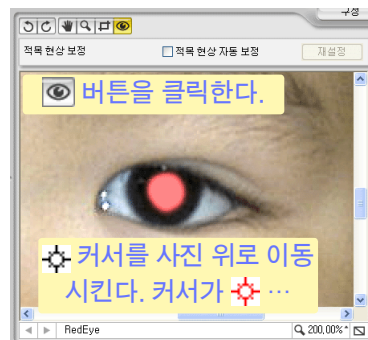 구성
적목 현상 보정 적목 현상 자동 보정 재설정
버튼을 클릭한다.
커서를 사진 위로 이동
시킨다. 커서가 …
RedEye 200,00%